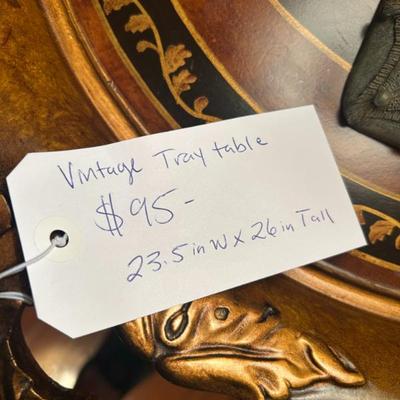 Vintage Tray table
$95-
23.5 in W x 26 in Tall